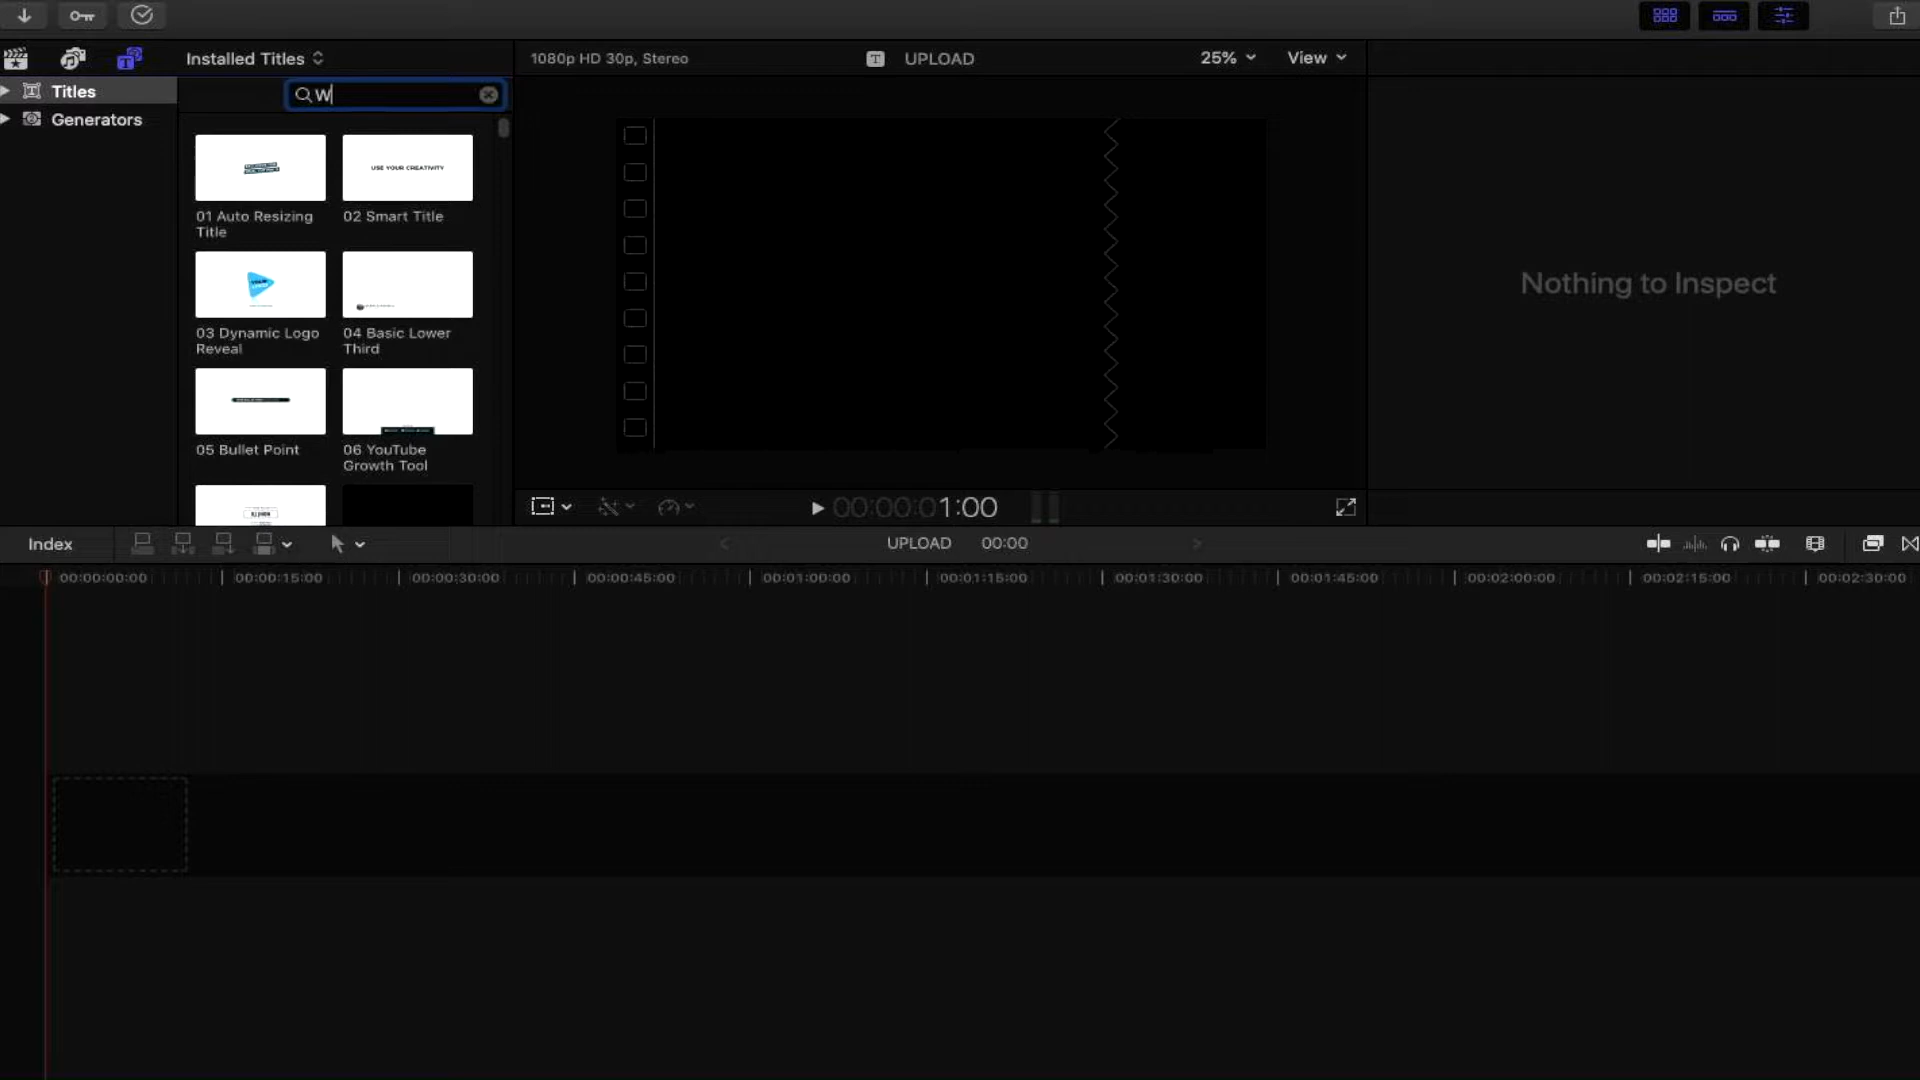 Installed Titles
1080p HD 30p, Stereo
UPLOAD
25%
View
Titles
W
Generators
USE YOUR CREATIVITY
01 Auto Resizing
Title
02 Smart Title
Nothing to Inspect
03 Dynamic Logo
Reveal
04 Basic Lower
Third
05 Bullet Point
06 YouTube
Growth Tool
00:00:01:00
Index
UPLOAD 00:00
00:00:00:00
00:00:15:00
00:00:30:00
00:00:45:00
00:01:00:00
00:01:15:00
00:01:30:00
00:01:45:00
00:02:00:00
00:02:15:00
00:02:30:00